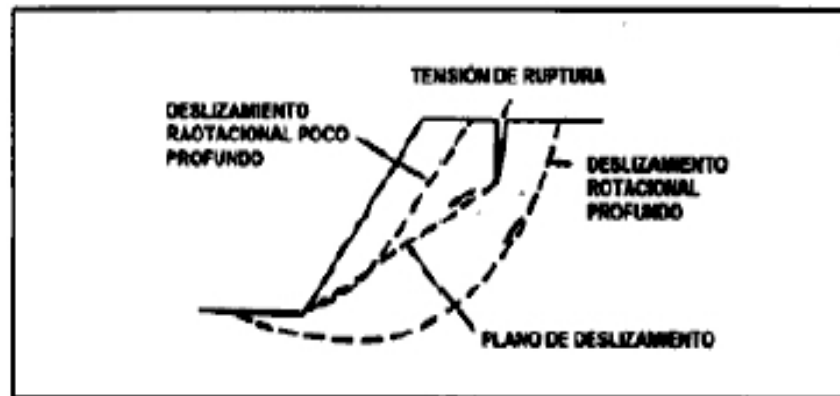 TENSIÓN DE RUPTURA
DESLIZAMIENTO
RAOTACIONAL POCO
PROFUNDO
DESLIZAMIENTO
ROTACIONAL
PROFUNDO
PLANO DE DESLIZAMIENTO